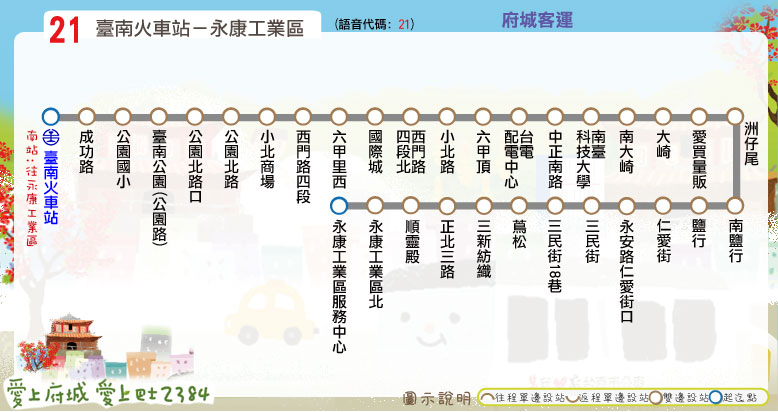 21 臺南火車站－永康工業區 （語音代碼：21） 府城客運
主 臺南火車站
南站：往永康工業區
成功路
公園國小
臺南公園（公園路）
公園北路口
公園北路
小北商場
西門路四段
六甲里西
國際城
西門路四段北
小北路
六甲頂
台電配電中心
中正南路
南臺科技大學
南大崎
大崎
愛買量販
洲仔尾
南鹽行
鹽行
仁愛街
永安路仁愛街口
三民街
三民街18巷
蔦松
三新紡織
正北三路
順靈殿
永康工業區北
永康工業區服務中心
愛上府城 愛上巴士2384
圖示說明 往程單邊設站 返程單邊設站 雙邊設站 起迄點